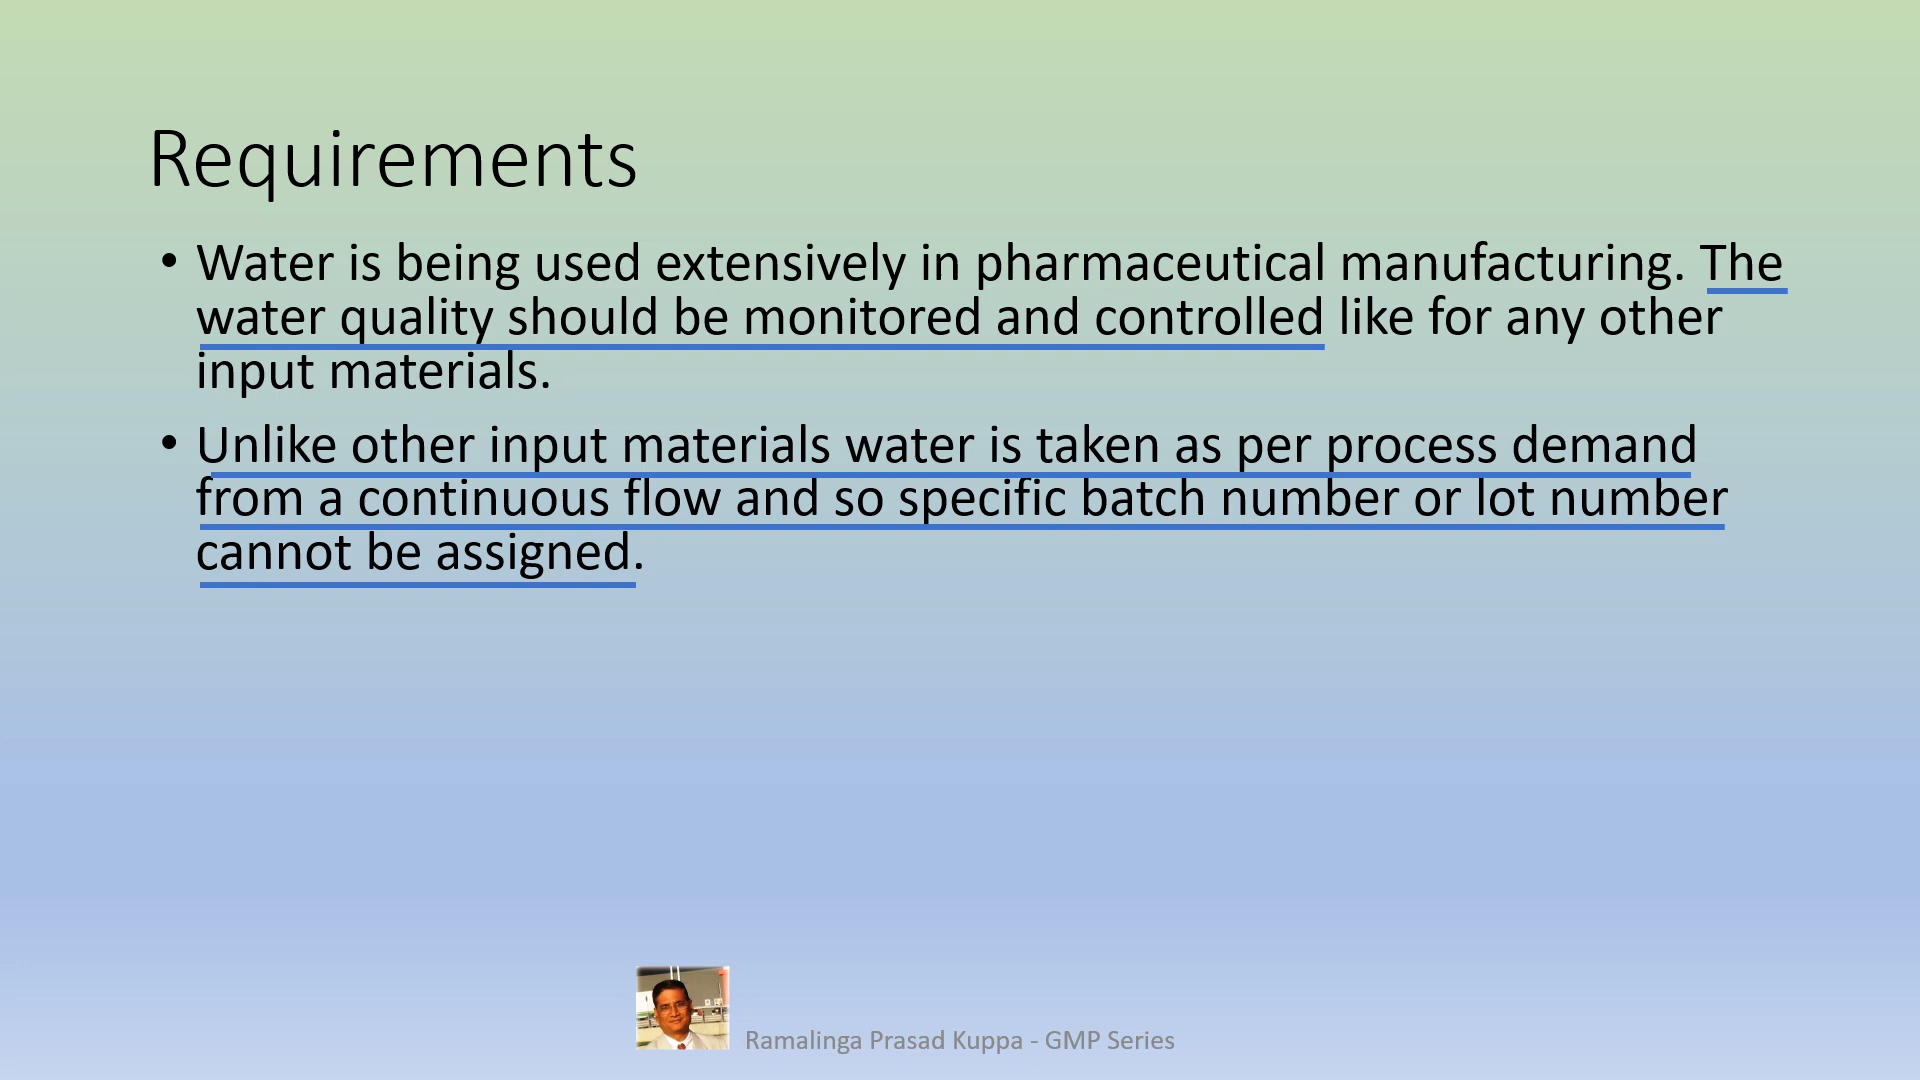 Requirements
• Water is being used extensively in pharmaceutical manufacturing. The
water quality should be monitored and controlled like for any other
input materials.
• Unlike other input materials water is taken as per process demand
from a continuous flow and so specific batch number or lot number
cannot be assigned.
Ramalinga Prasad Kuppa - GMP Series